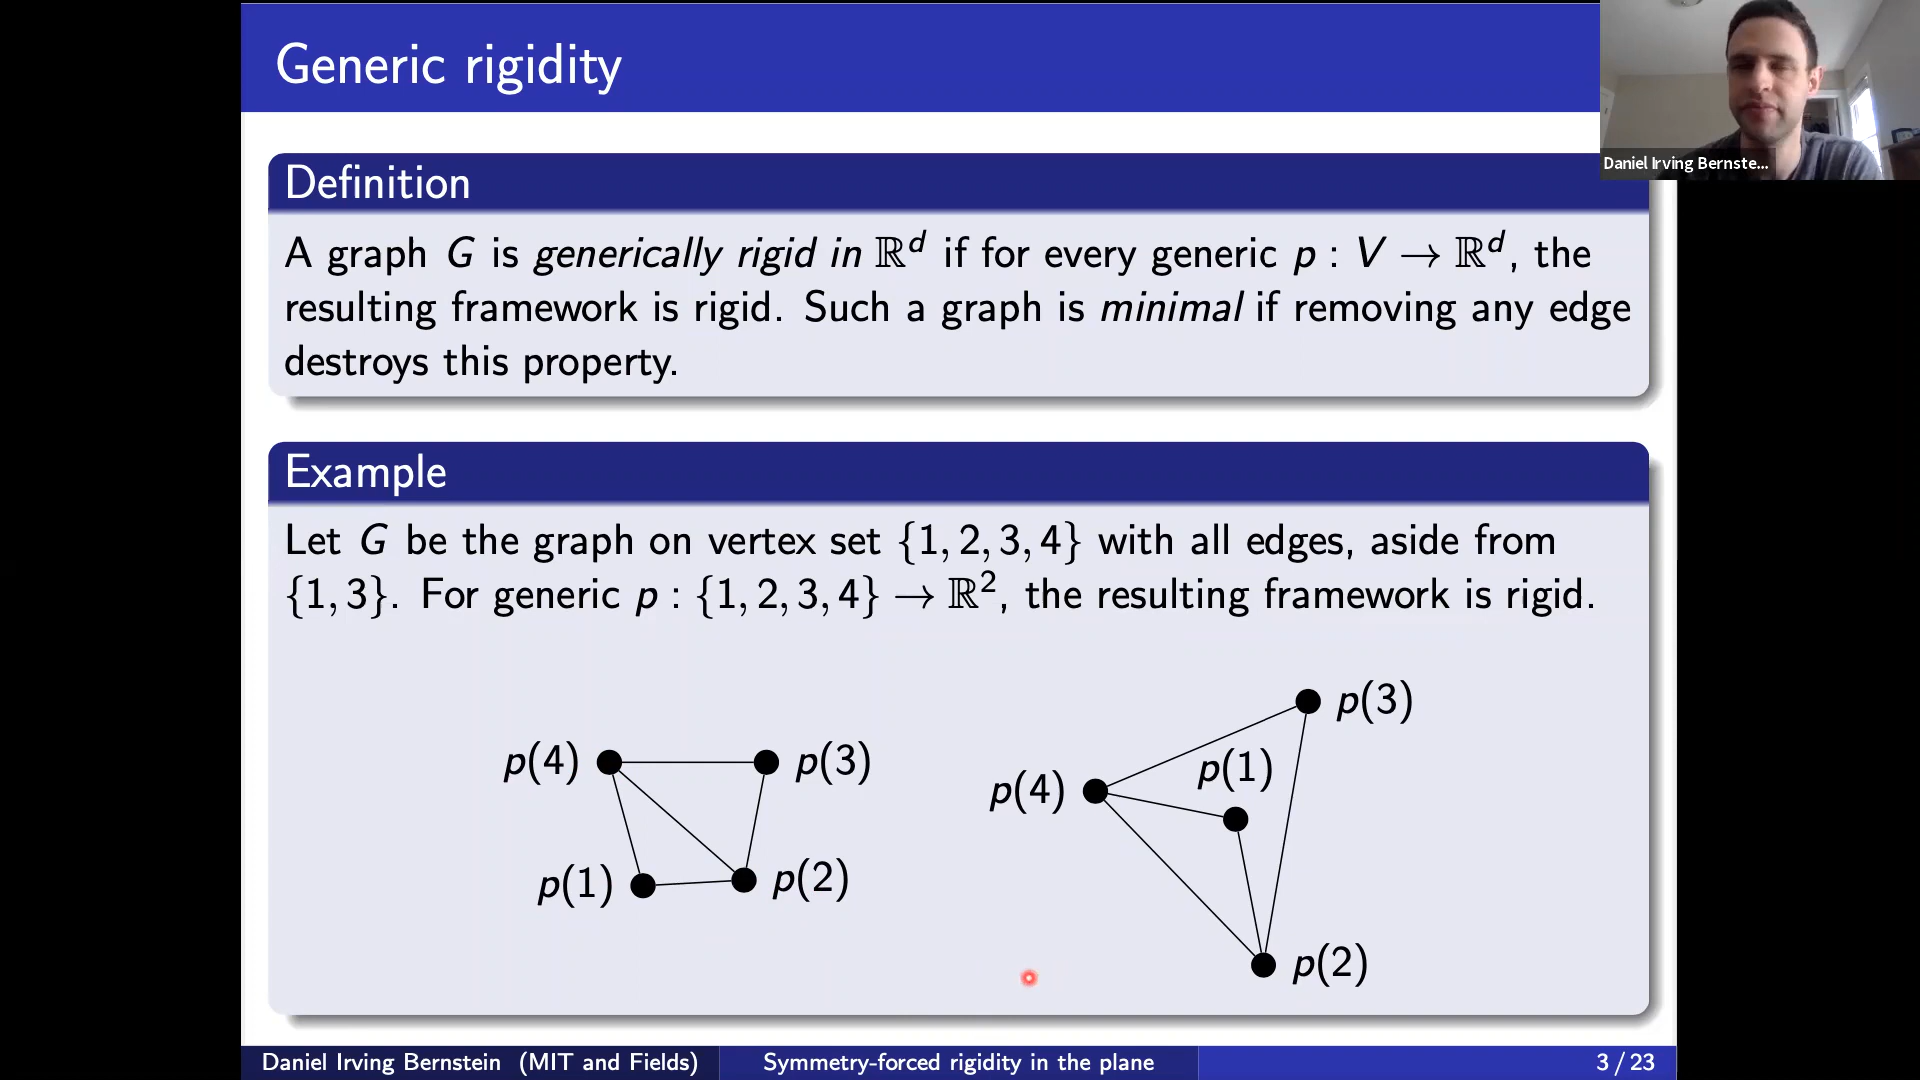 Generic rigidity
Daniel Irving Bernste...
Definition
A graph G is generically rigid in ℝᵈ if for every generic p : V → ℝᵈ, the
resulting framework is rigid. Such a graph is minimal if removing any edge
destroys this property.
Example
Let G be the graph on vertex set {1, 2, 3, 4} with all edges, aside from
{1, 3}. For generic p : {1, 2, 3, 4} → ℝ², the resulting framework is rigid.
p(4)
p(3)
p(1)
p(2)
p(3)
p(1)
p(4)
p(2)
Daniel Irving Bernstein (MIT and Fields)
Symmetry-forced rigidity in the plane
3 / 23